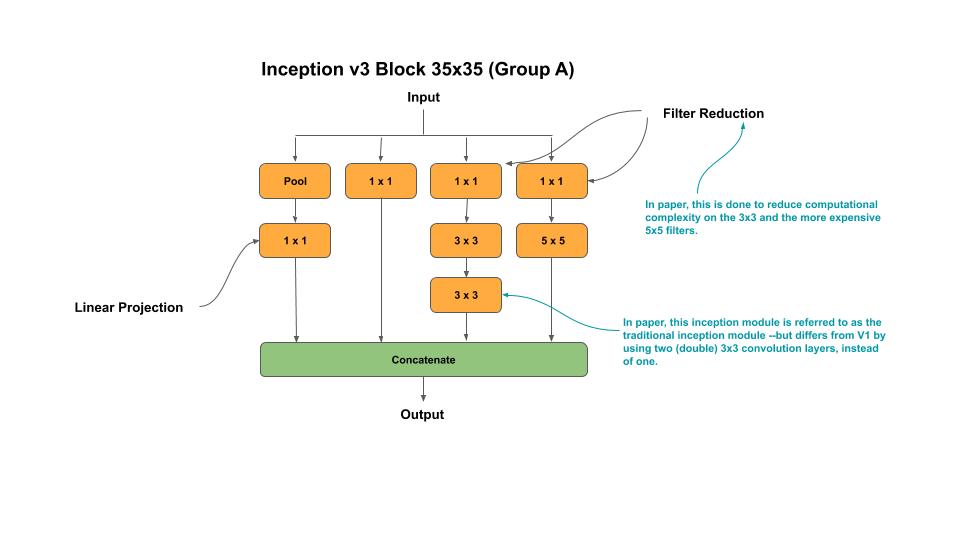 Inception v3 Block 35x35 (Group A)
Input
Filter Reduction
Pool
1 x 1
1 x 1
1 x 1
In paper, this is done to reduce computational
complexity on the 3x3 and the more expensive
5x5 filters.
1 x 1
3 x 3
5 x 5
3 x 3
Linear Projection
In paper, this inception module is referred to as the
traditional inception module --but differs from V1 by
using two (double) 3x3 convolution layers, instead
of one.
Concatenate
Output